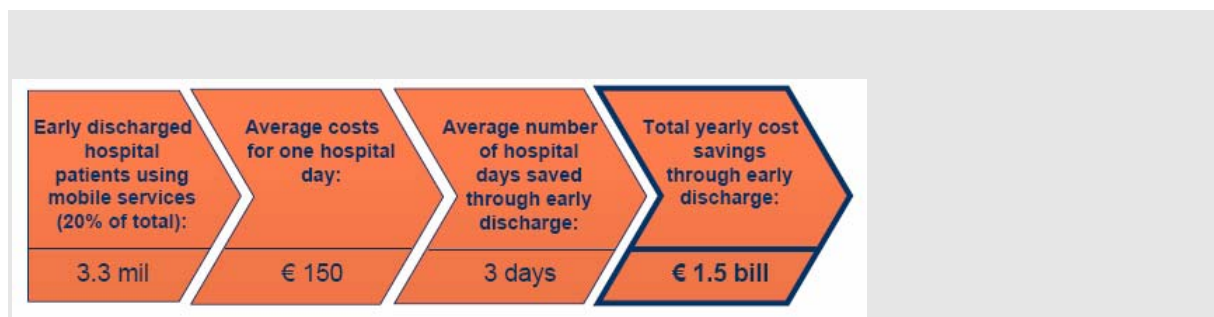 Early discharged
hospital
patients using
mobile services
(20% of total):
3.3 mil
Average costs
for one hospital
day:
€ 150
Average number
of hospital
days saved
through early
discharge:
3 days
Total yearly cost
savings
through early
discharge:
€ 1.5 bill